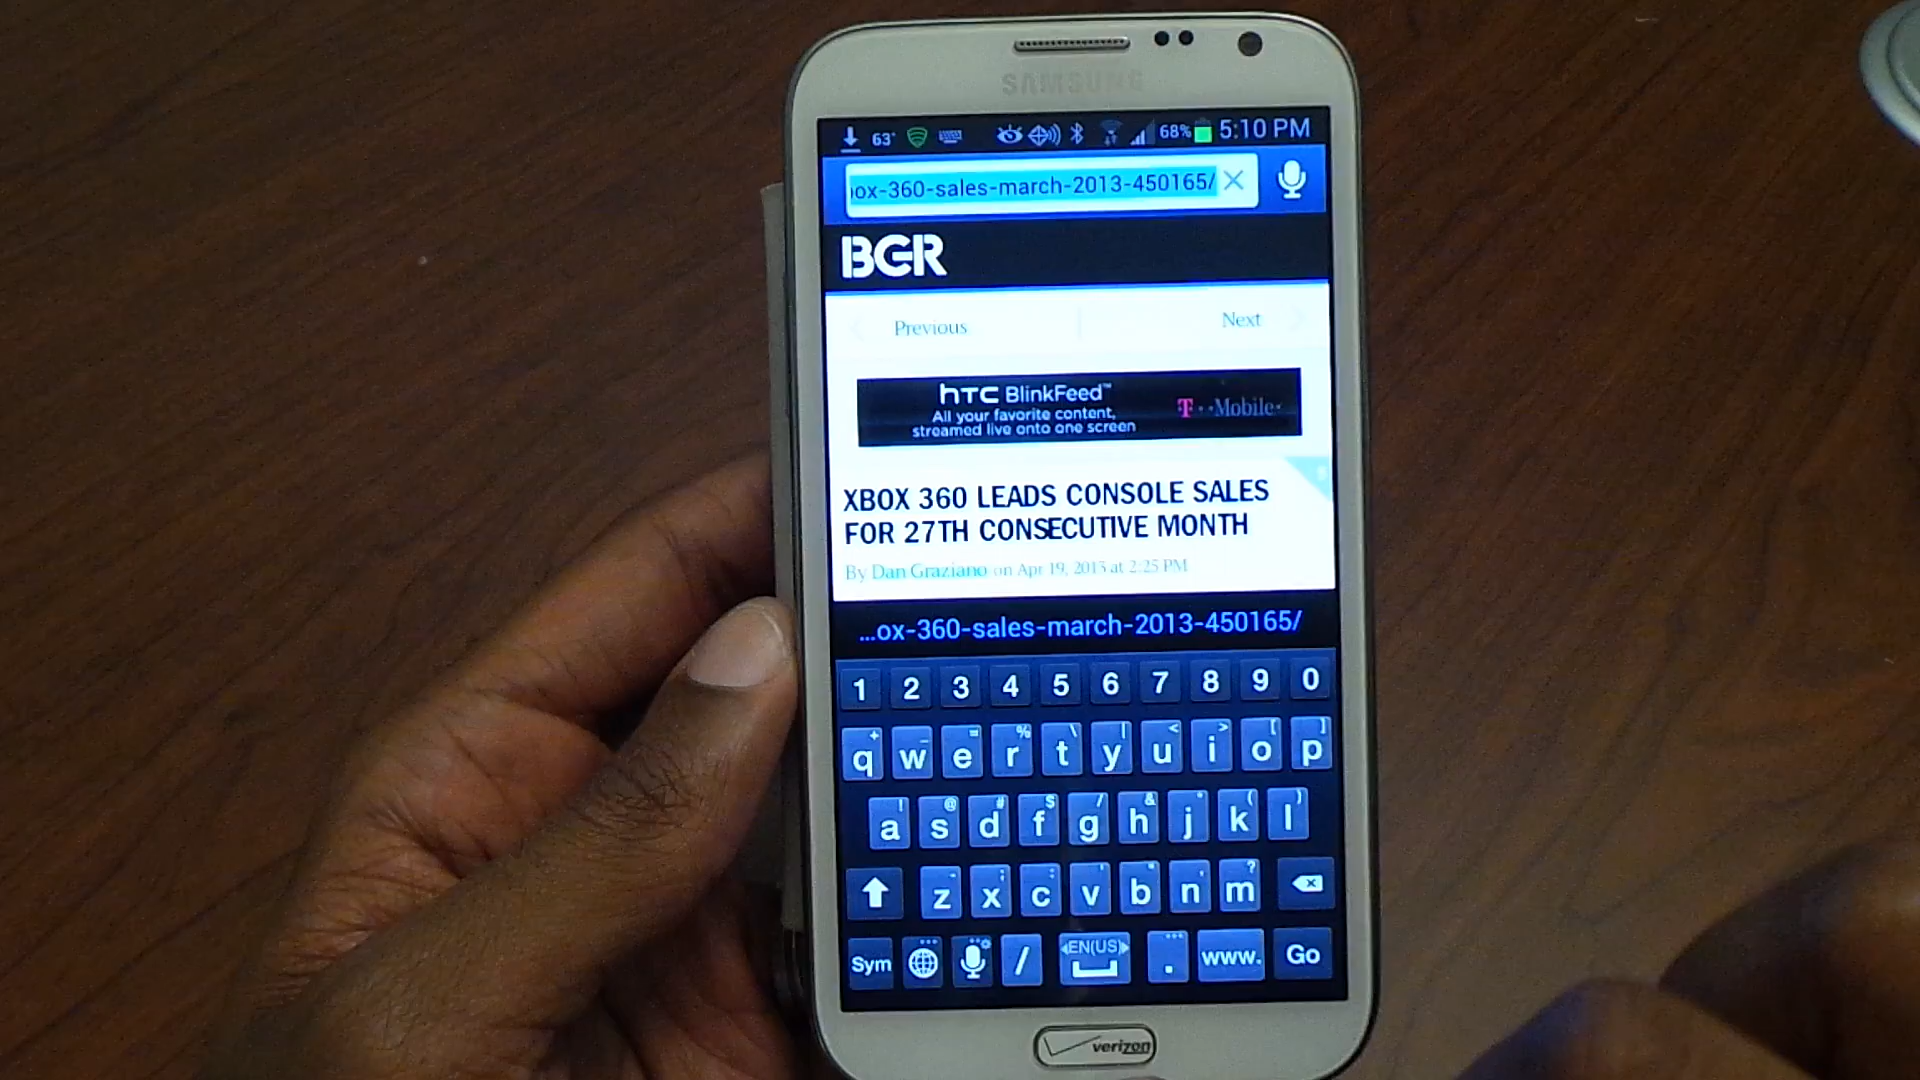 SAMSUNG
63°
68%
5:10 PM
ox-360-sales-march-2013-450165/
BGR
Previous
Next
hTC BlinkFeed™
All your favorite content,
streamed live onto one screen
T··Mobile·
XBOX 360 LEADS CONSOLE SALES
FOR 27TH CONSECUTIVE MONTH
By Dan Graziano on Apr 19, 2013 at 2:25 PM
...ox-360-sales-march-2013-450165/
1 2 3 4 5 6 7 8 9 0
q w e r t y u i o p
a s d f g h j k l
z x c v b n m
Sym / EN(US) . www. Go
verizon